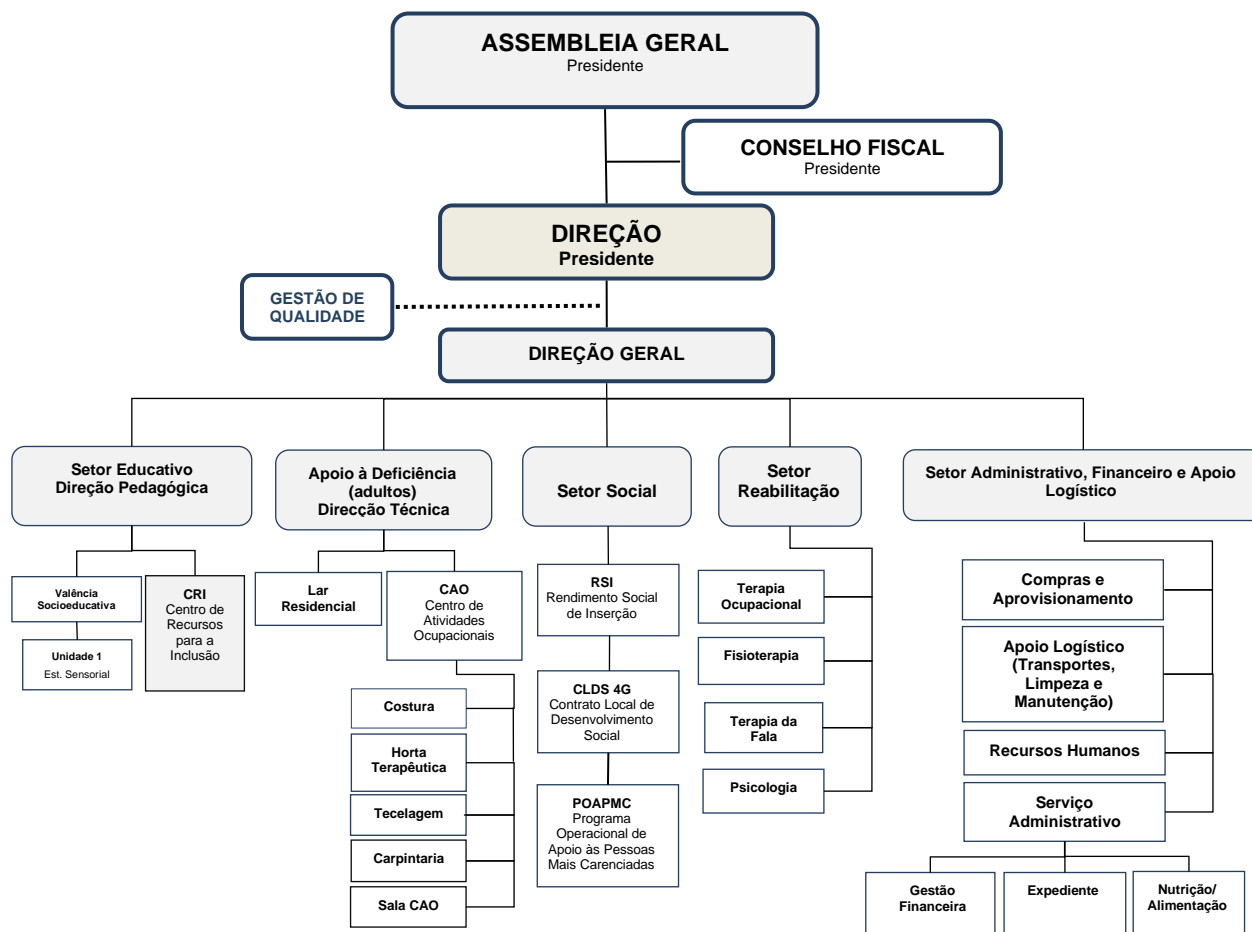 ASSEMBLEIA GERAL
Presidente
CONSELHO FISCAL
Presidente
DIREÇÃO
Presidente
GESTÃO DE
QUALIDADE
DIREÇÃO GERAL
Setor Educativo
Direção Pedagógica
Apoio à Deficiência
(adultos)
Direcção Técnica
Setor Social
Setor
Reabilitação
Setor Administrativo, Financeiro e Apoio
Logístico
Valência
Socioeducativa
Unidade 1
Est. Sensorial
CRI
Centro de
Recursos
para a
Inclusão
Lar
Residencial
CAO
Centro de
Atividades
Ocupacionais
Costura
Horta
Terapêutica
Tecelagem
Carpintaria
Sala CAO
RSI
Rendimento Social
de Inserção
CLDS 4G
Contrato Local de
Desenvolvimento
Social
POAPMC
Programa
Operacional de
Apoio às Pessoas
Mais Carenciadas
Terapia
Ocupacional
Fisioterapia
Terapia da
Fala
Psicologia
Compras e
Aprovisionamento
Apoio Logístico
(Transportes,
Limpeza e
Manutenção)
Recursos Humanos
Serviço
Administrativo
Gestão
Financeira
Expediente
Nutrição/
Alimentação